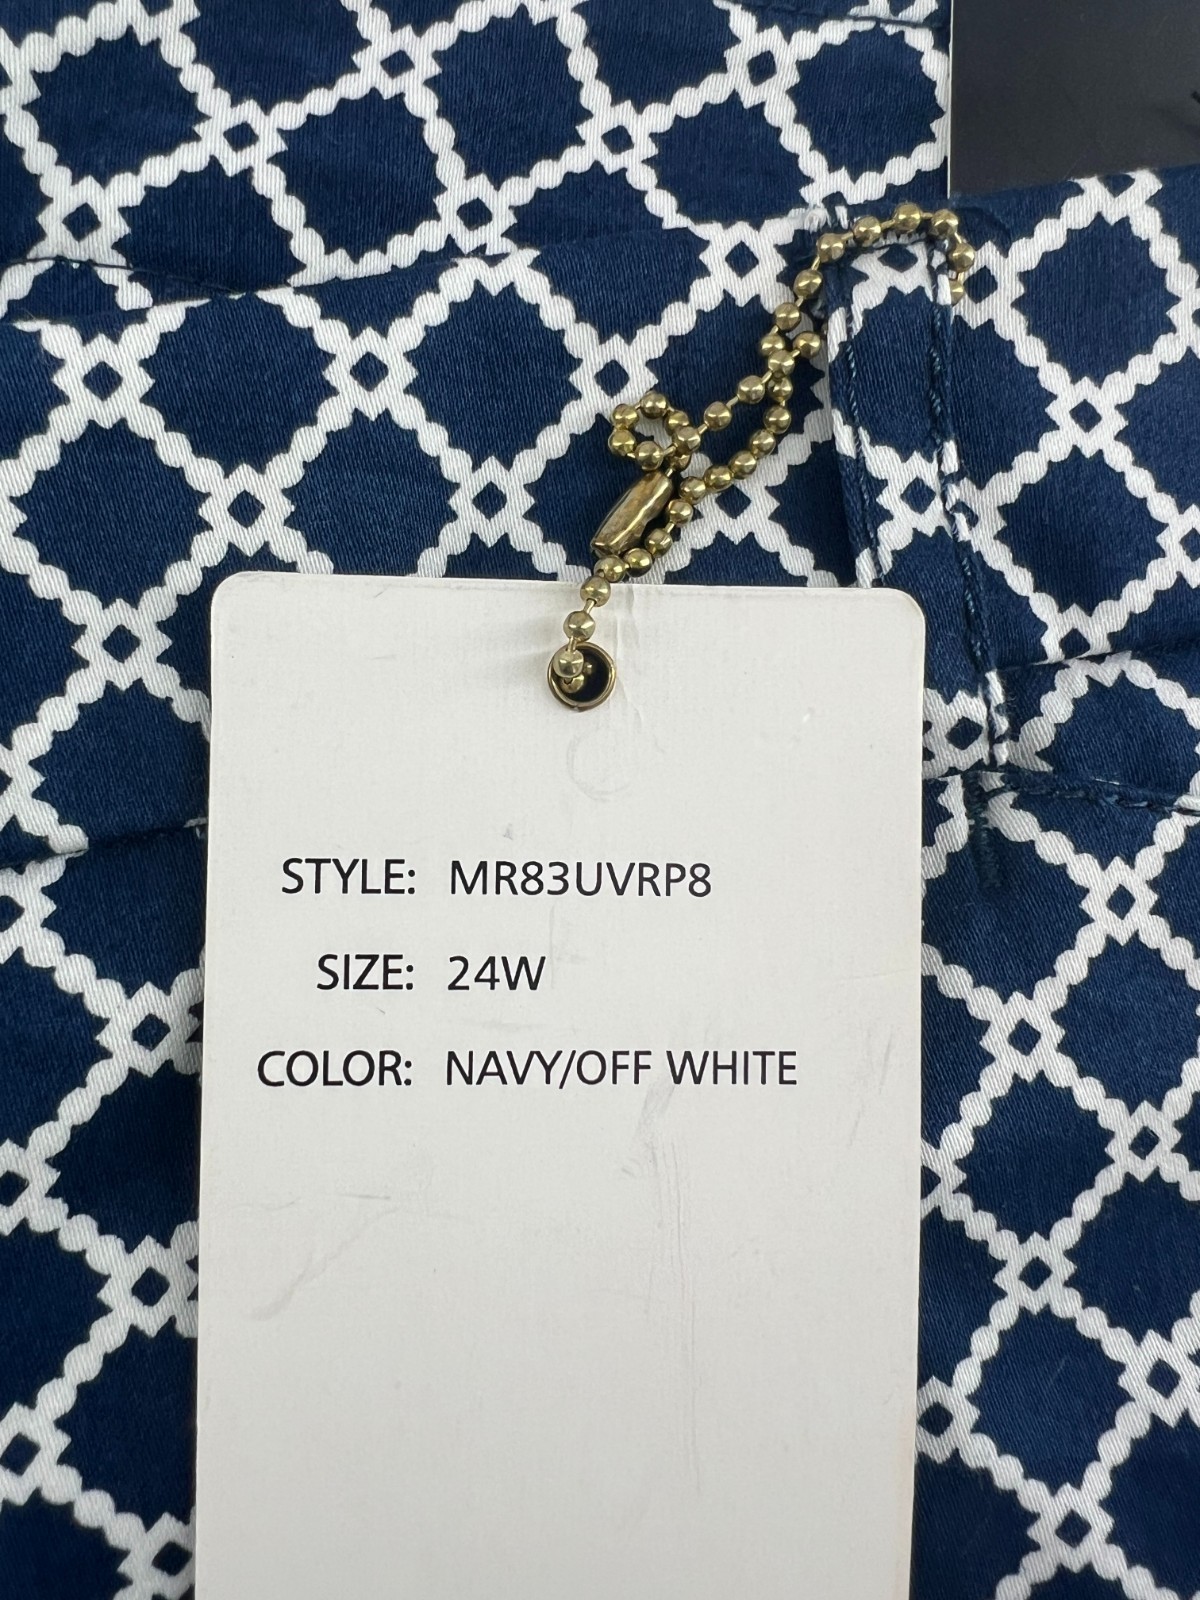 STYLE: MR83UVRP8
SIZE: 24W
COLOR: NAVY/OFF WHITE